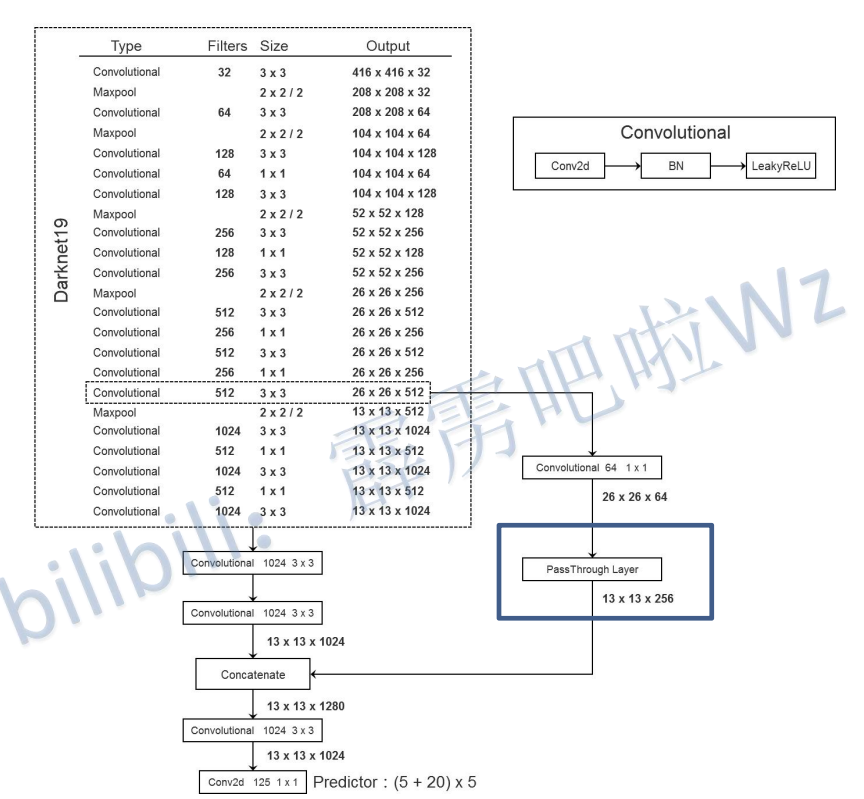 Type Filters Size Output
Convolutional 32 3 x 3 416 x 416 x 32
Maxpool 2 x 2 / 2 208 x 208 x 32
Convolutional 64 3 x 3 208 x 208 x 64
Maxpool 2 x 2 / 2 104 x 104 x 64
Convolutional 128 3 x 3 104 x 104 x 128
Convolutional 64 1 x 1 104 x 104 x 64
Convolutional 128 3 x 3 104 x 104 x 128
Maxpool 2 x 2 / 2 52 x 52 x 128
Convolutional 256 3 x 3 52 x 52 x 256
Convolutional 128 1 x 1 52 x 52 x 128
Convolutional 256 3 x 3 52 x 52 x 256
Maxpool 2 x 2 / 2 26 x 26 x 256
Convolutional 512 3 x 3 26 x 26 x 512
Convolutional 256 1 x 1 26 x 26 x 256
Convolutional 512 3 x 3 26 x 26 x 512
Convolutional 256 1 x 1 26 x 26 x 256
Convolutional 512 3 x 3 26 x 26 x 512
Maxpool 2 x 2 / 2 13 x 13 x 512
Convolutional 1024 3 x 3 13 x 13 x 1024
Convolutional 512 1 x 1 13 x 13 x 512
Convolutional 1024 3 x 3 13 x 13 x 1024
Convolutional 512 1 x 1 13 x 13 x 512
Convolutional 1024 3 x 3 13 x 13 x 1024
Darknet19
Convolutional
Conv2d BN LeakyReLU
Convolutional 64 1 x 1
26 x 26 x 64
PassThrough Layer
13 x 13 x 256
Convolutional 1024 3 x 3
Convolutional 1024 3 x 3
13 x 13 x 1024
Concatenate
13 x 13 x 1280
Convolutional 1024 3 x 3
13 x 13 x 1024
Conv2d 125 1 x 1 Predictor : (5 + 20) x 5
bilibili: 霹雳吧啦Wz